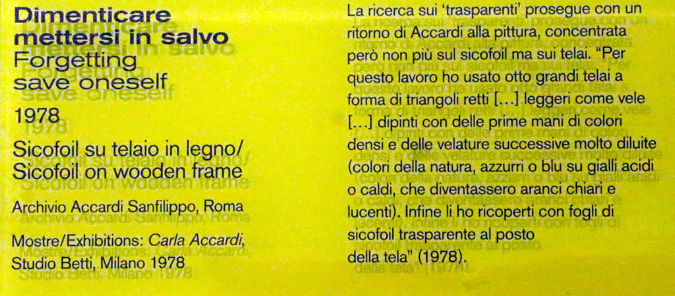 Dimenticare
mettersi in salvo
Forgetting
save oneself
1978
Sicofoil su telaio in legno/
Sicofoil on wooden frame
Archivio Accardi Sanfilippo, Roma
Mostre/Exhibitions: Carla Accardi,
Studio Betti, Milano 1978
La ricerca sui ‘trasparenti’ prosegue con un
ritorno di Accardi alla pittura, concentrata
però non più sul sicofoil ma sui telai. “Per
questo lavoro ho usato otto grandi telai a
forma di triangoli retti […] leggeri come vele
[…] dipinti con delle prime mani di colori
densi e delle velature successive molto diluite
(colori della natura, azzurri o blu su gialli acidi
o caldi, che diventassero aranci chiari e
lucenti). Infine li ho ricoperti con fogli di
sicofoil trasparente al posto
della tela” (1978).